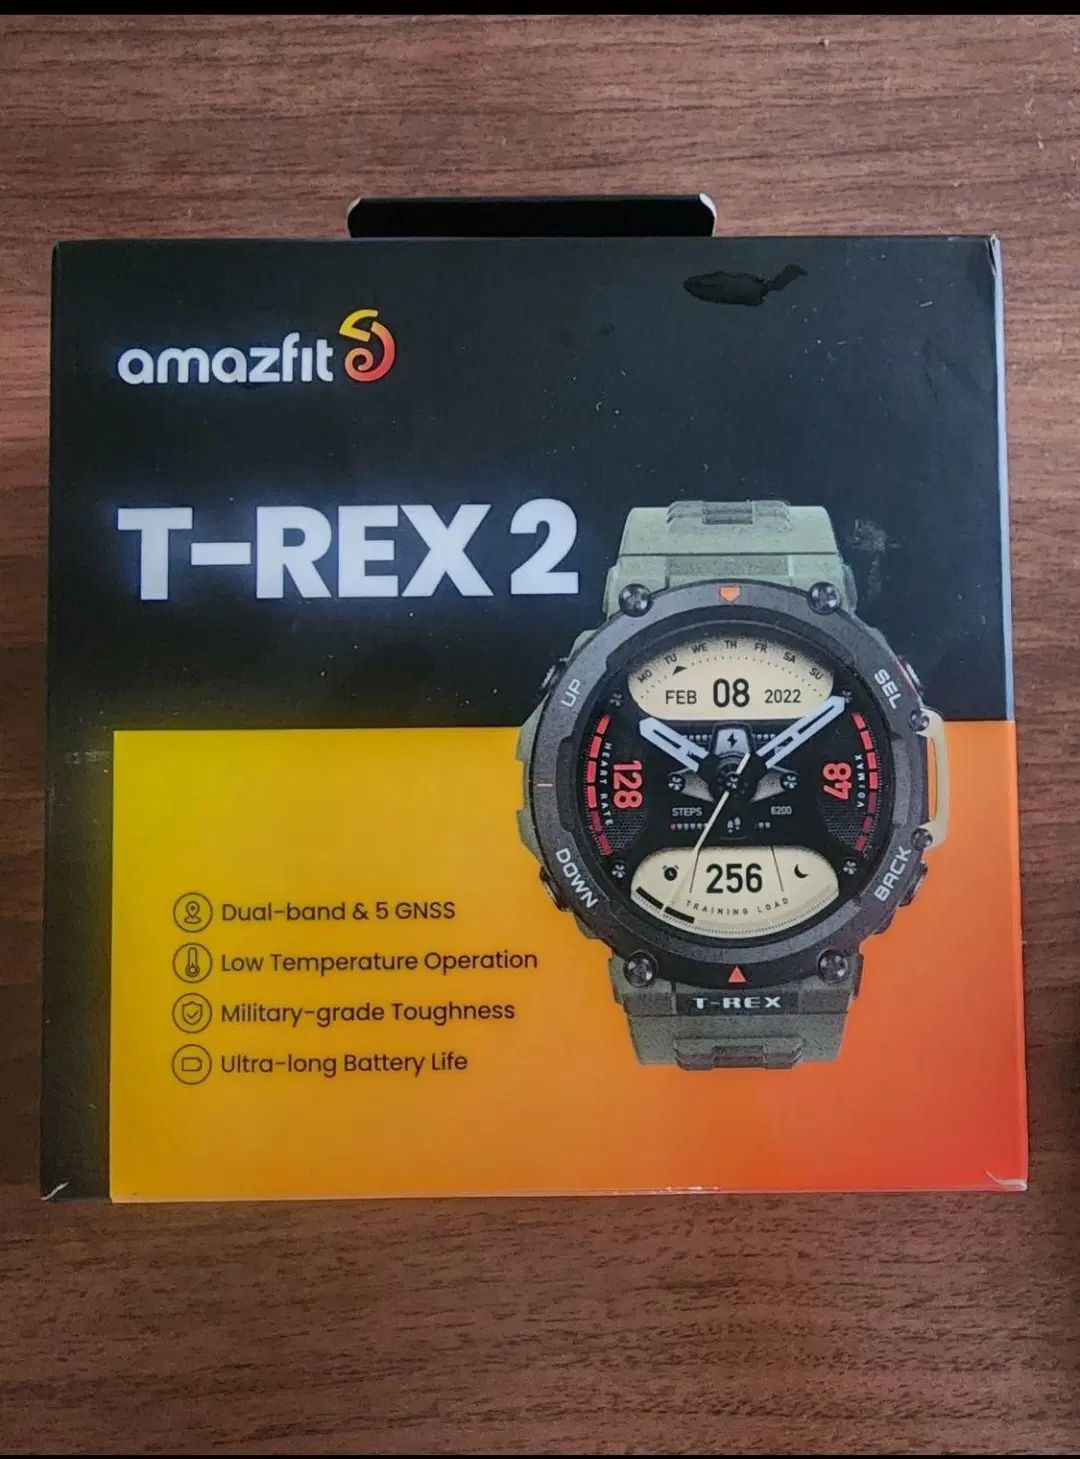 amazfit
T-REX 2
MO TU WE TH FR SA SU
FEB 08 2022
UP
SEL
HEART RATE
128
48
VO2MAX
STEPS
6200
DOWN
BACK
256
TRAINING LOAD
T-REX
Dual-band & 5 GNSS
Low Temperature Operation
Military-grade Toughness
Ultra-long Battery Life